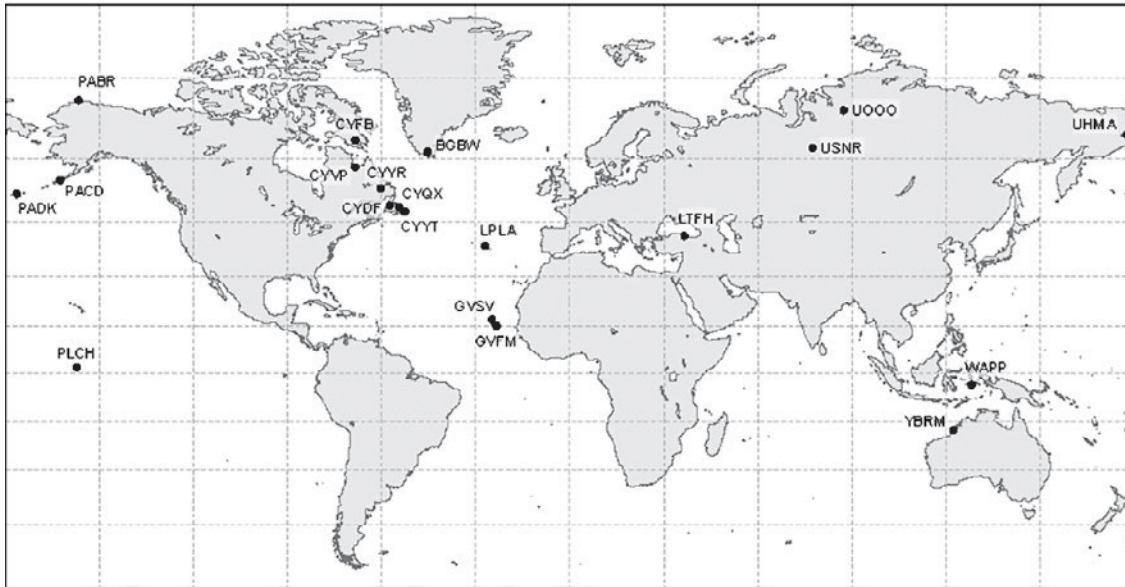 PABR
UOOO
UHMA
CYFB
BGBW
USNR
CYVP
CYYR
PACD
PADK
CYQX
CYDF
CYYT
LPLA
LTFH
GVSV
GVFM
PLCH
WAPP
YBRM